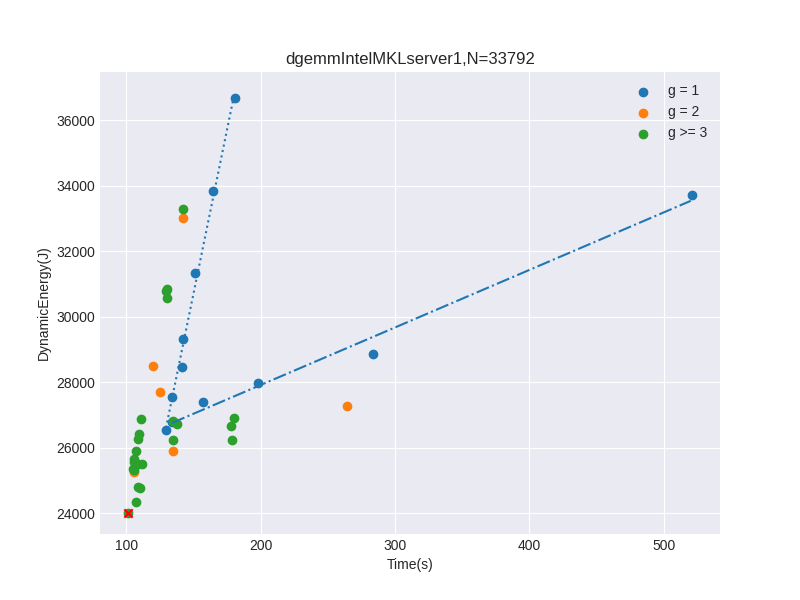 dgemmIntelMKLserver1,N=33792
g = 1
g = 2
g >= 3
36000
34000
32000
30000
28000
26000
24000
DynamicEnergy(J)
100 200 300 400 500
Time(s)